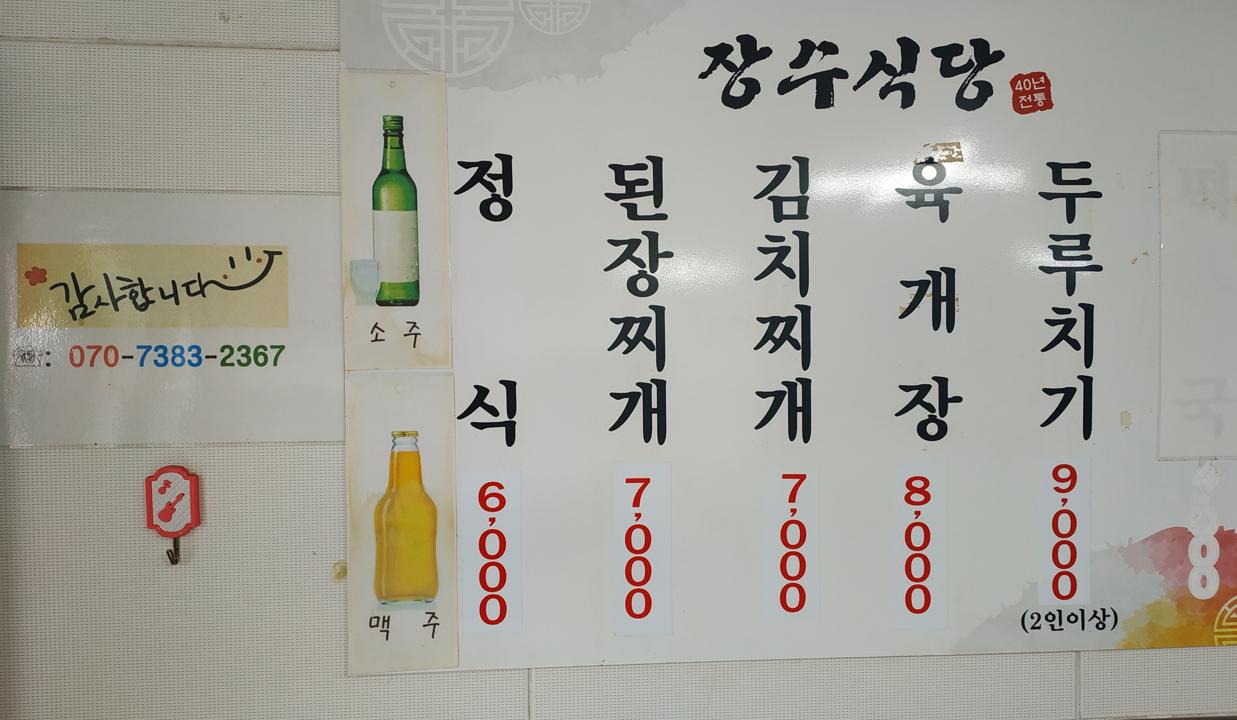 장수식당
40년
전통
정식
6,000
된장찌개
7,000
김치찌개
7,000
육개장
8,000
두루치기
9,000
(2인이상)
소주
맥주
감사합니다
☎: 070-7383-2367